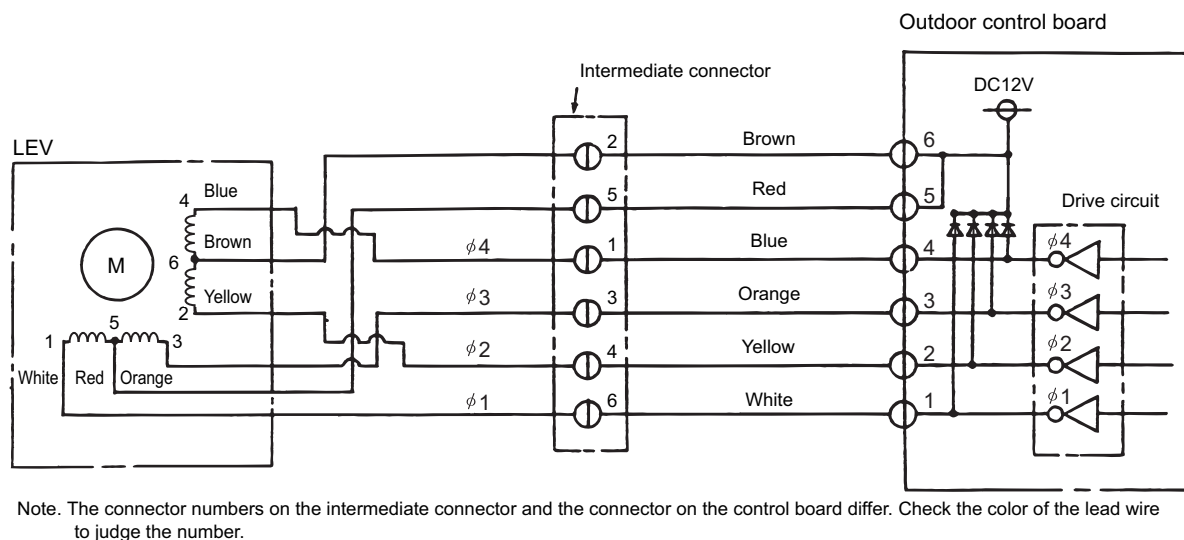 Outdoor control board
Intermediate connector
DC12V
LEV
2 Brown 6
4 Blue
5 Red 5
Drive circuit
Brown
6
M
ϕ4 1 Blue 4 ϕ4
Yellow
2
ϕ3 3 Orange 3 ϕ3
1 5 3
ϕ2 4 Yellow 2 ϕ2
White Red Orange
ϕ1 6 White 1 ϕ1
Note. The connector numbers on the intermediate connector and the connector on the control board differ. Check the color of the lead wire
to judge the number.